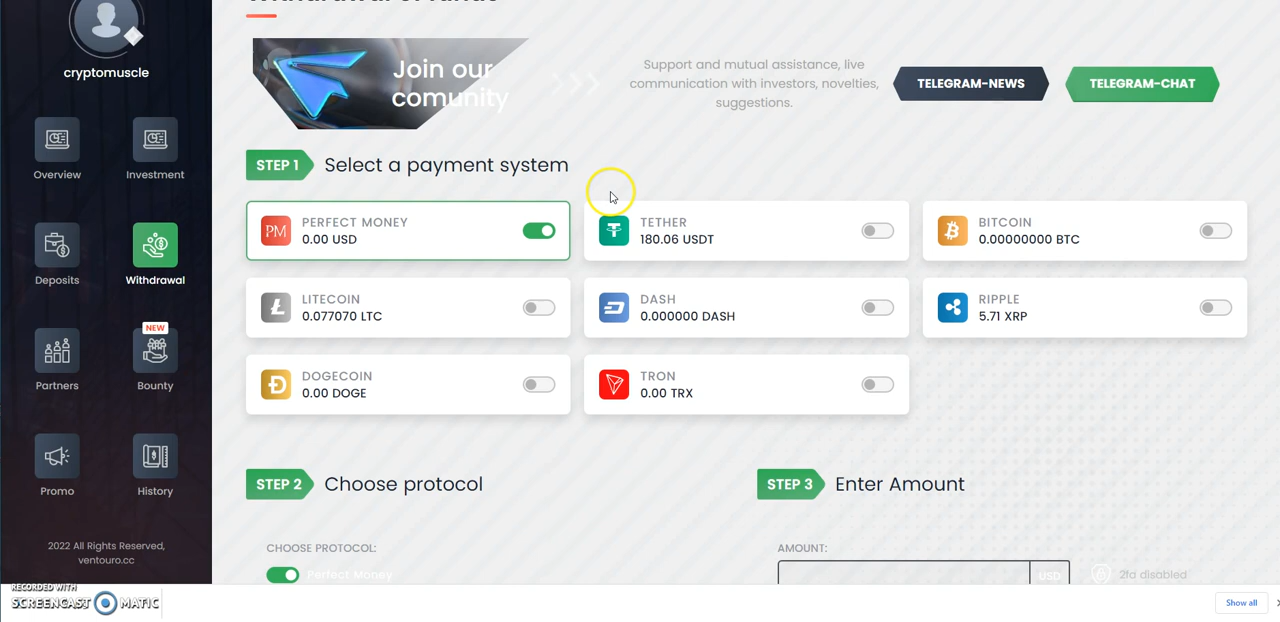 cryptomuscle
Overview
Investment
Deposits
Withdrawal
NEW
Partners
Bounty
Promo
History
2022 All Rights Reserved,
ventouro.cc
Join our
comunity
Support and mutual assistance, live
communication with investors, novelties,
suggestions.
TELEGRAM-NEWS
TELEGRAM-CHAT
STEP 1
Select a payment system
PM
PERFECT MONEY
0.00 USD
TETHER
180.06 USDT
BITCOIN
0.00000000 BTC
LITECOIN
0.077070 LTC
DASH
0.000000 DASH
RIPPLE
5.71 XRP
DOGECOIN
0.00 DOGE
TRON
0.00 TRX
STEP 2
Choose protocol
STEP 3
Enter Amount
CHOOSE PROTOCOL:
Perfect Money
AMOUNT:
USD
2fa disabled
RECORDED WITH
SCREENCAST MATIC
Show all